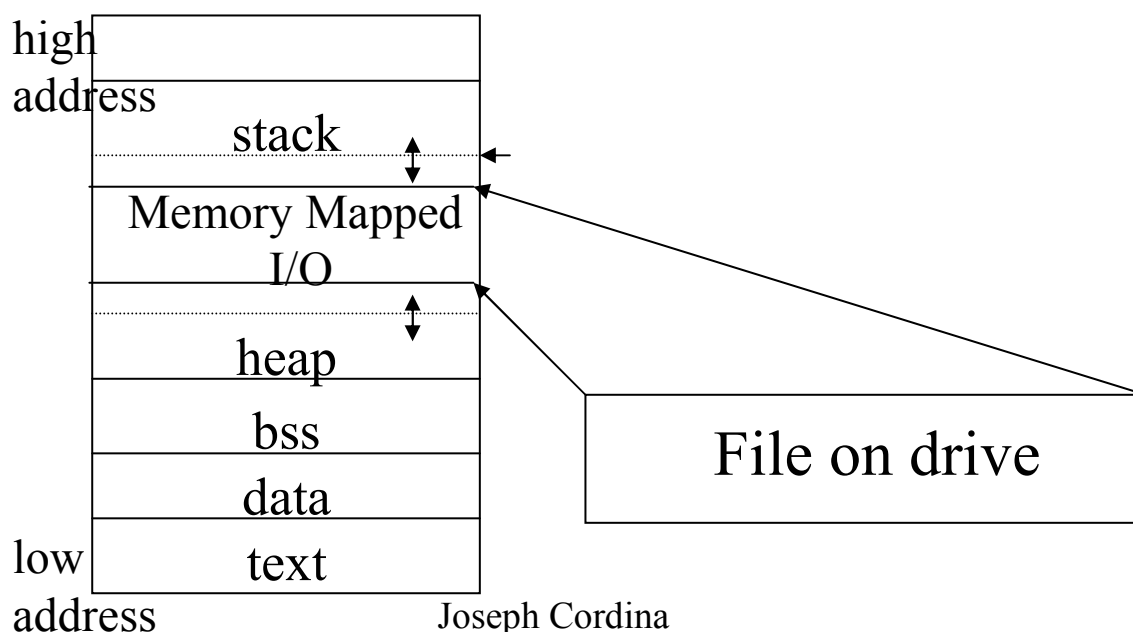 high
address
stack
Memory Mapped
I/O
heap
bss
data
text
low
address
File on drive
Joseph Cordina